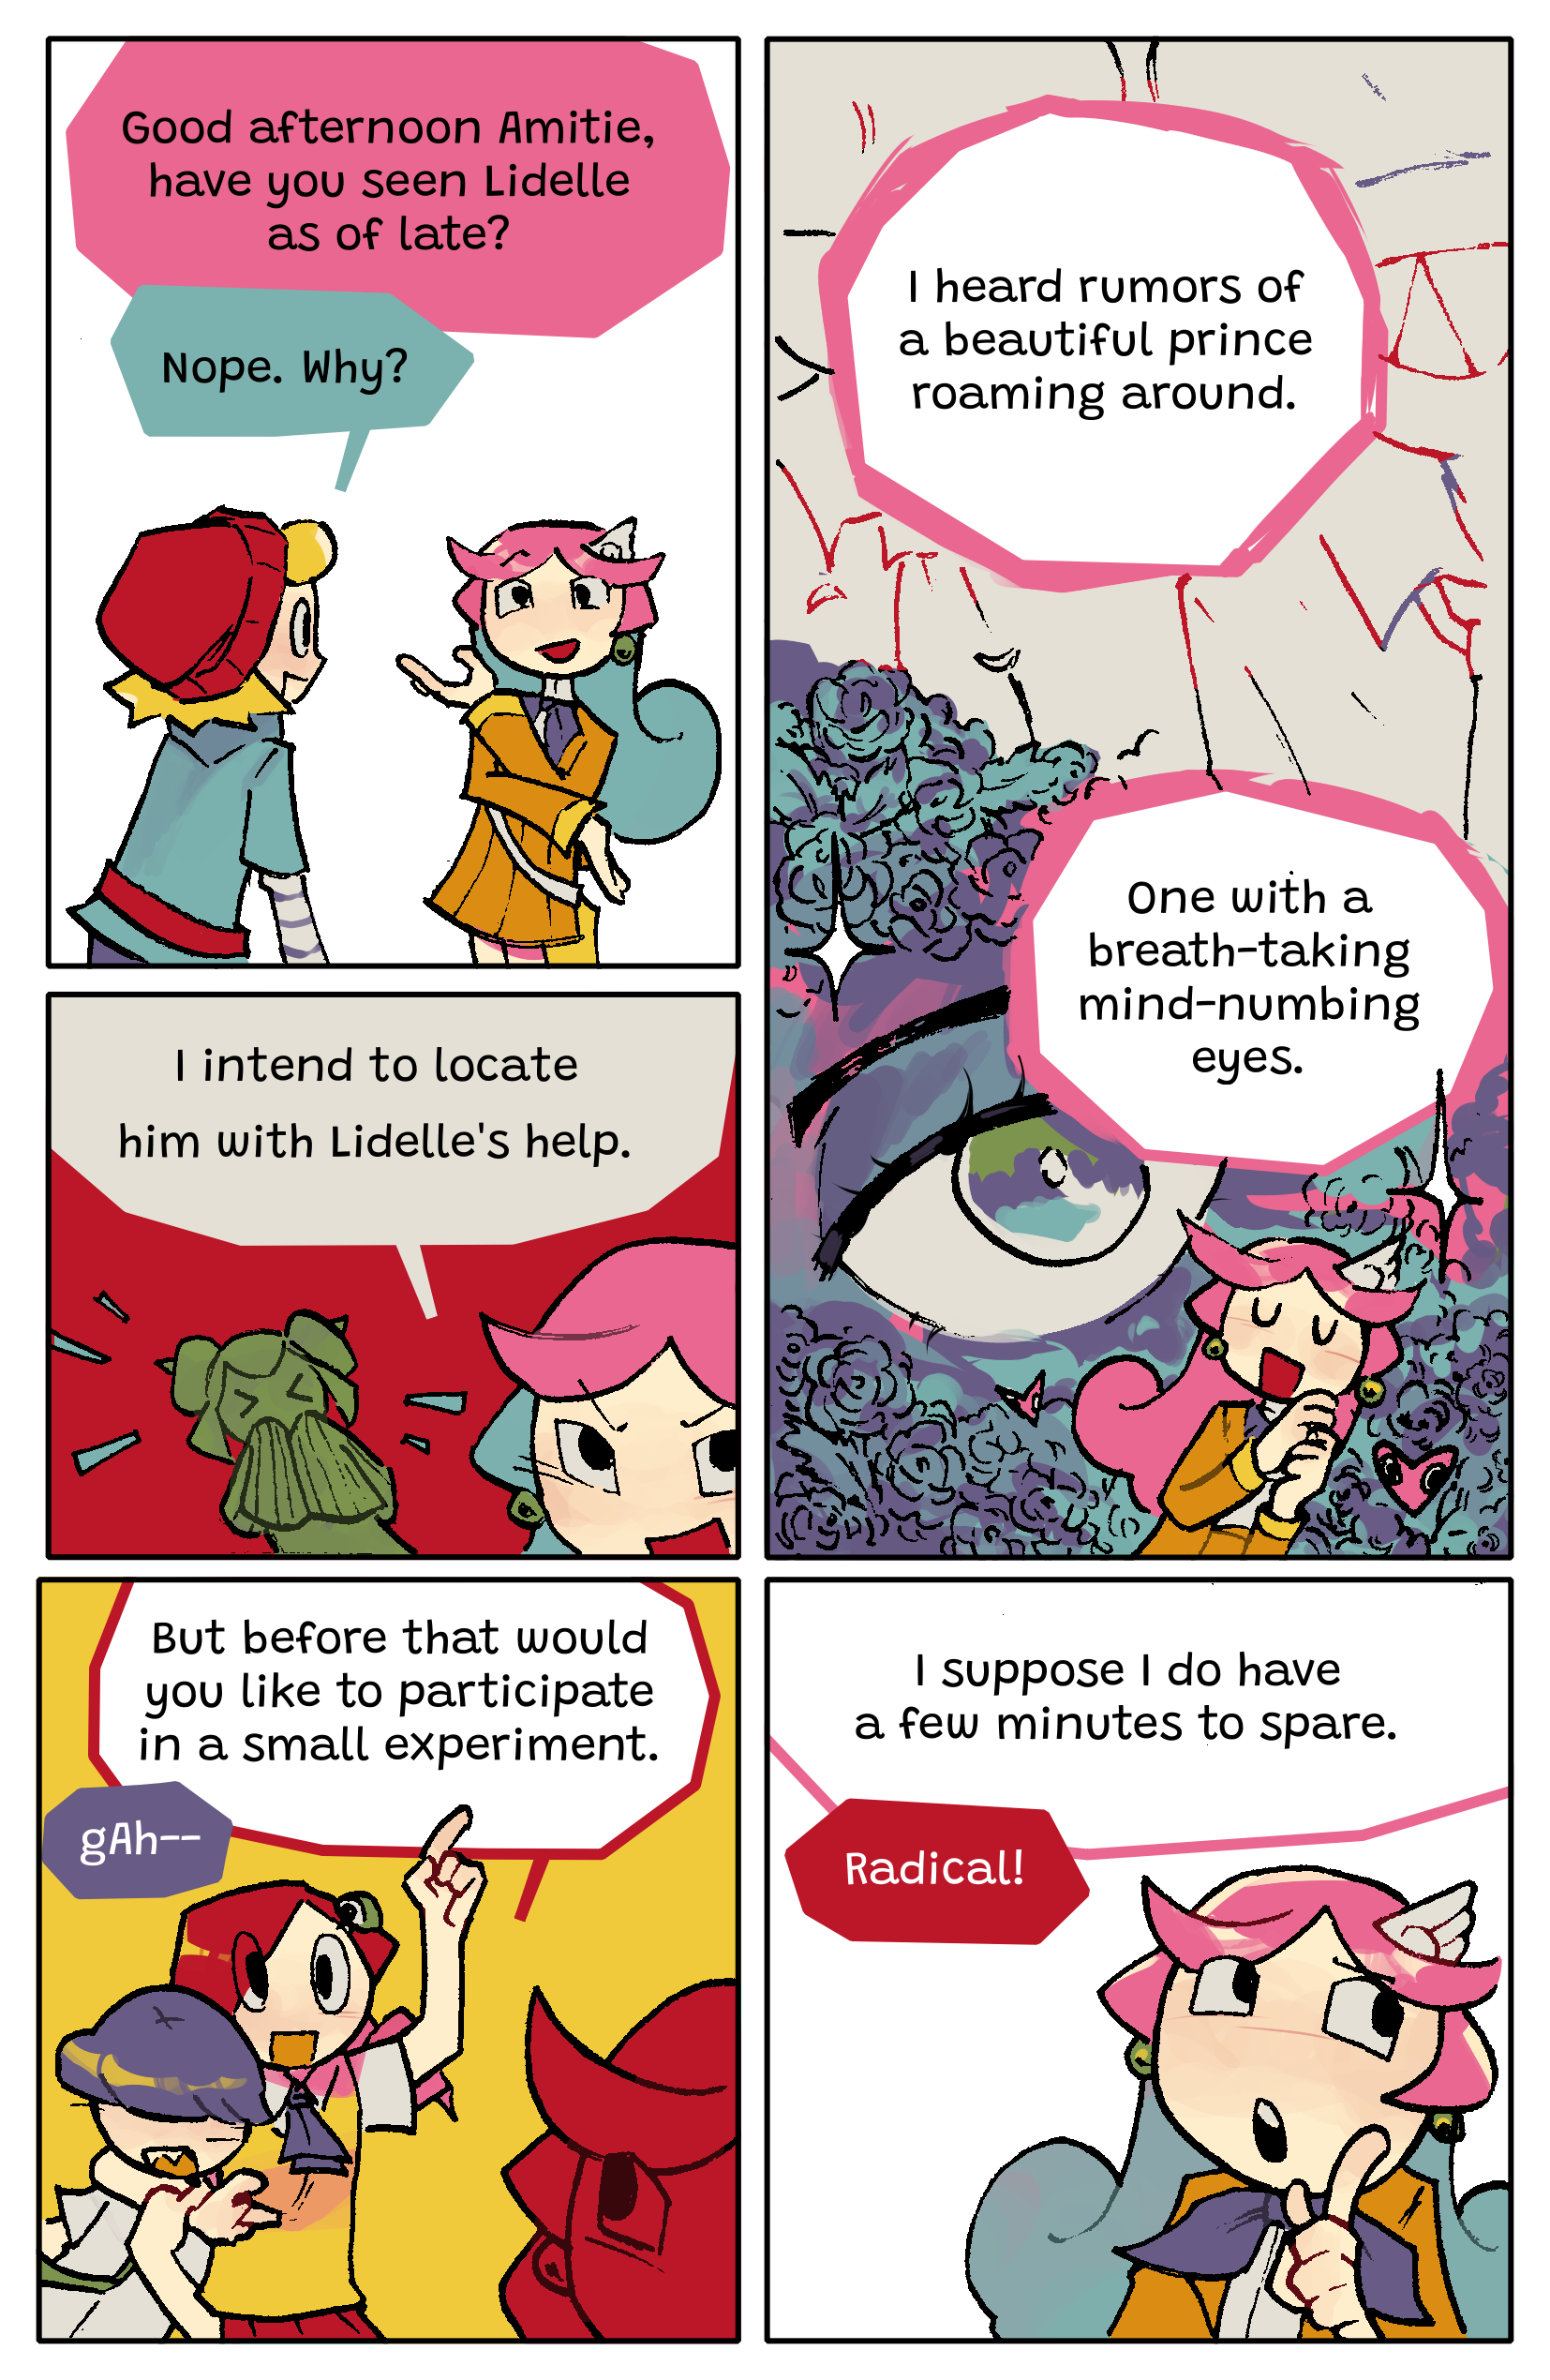 Good afternoon Amitie,
have you seen Lidelle
as of late?
Nope. Why?
I heard rumors of
a beautiful prince
roaming around.
One with a
breath-taking
mind-numbing
eyes.
I intend to locate
him with Lidelle's help.
But before that would
you like to participate
in a small experiment.
gAh--
I suppose I do have
a few minutes to spare.
Radical!